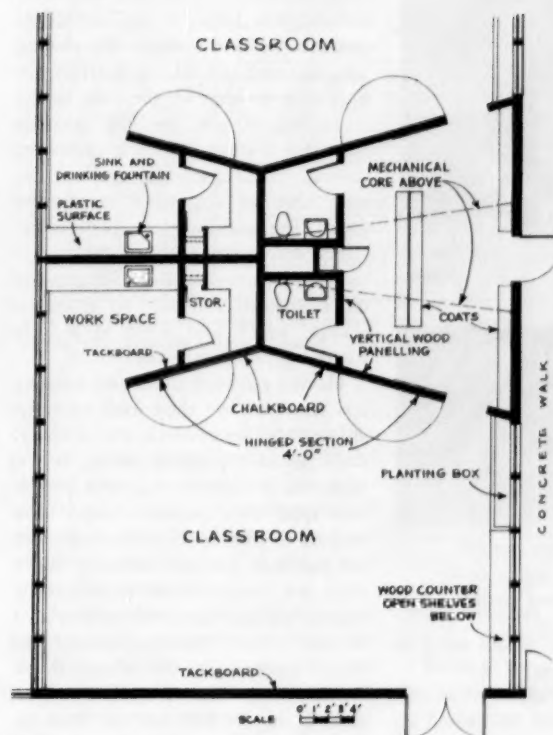 CLASSROOM
SINK AND
DRINKING FOUNTAIN
PLASTIC
SURFACE
MECHANICAL
CORE ABOVE
STOR.
TOILET
COATS
WORK SPACE
VERTICAL WOOD
PANELLING
TACKBOARD
CHALKBOARD
HINGED SECTION
4'-0"
PLANTING BOX
CONCRETE WALK
CLASSROOM
WOOD COUNTER
OPEN SHELVES
BELOW
TACKBOARD
SCALE 0' 1' 2' 3' 4'